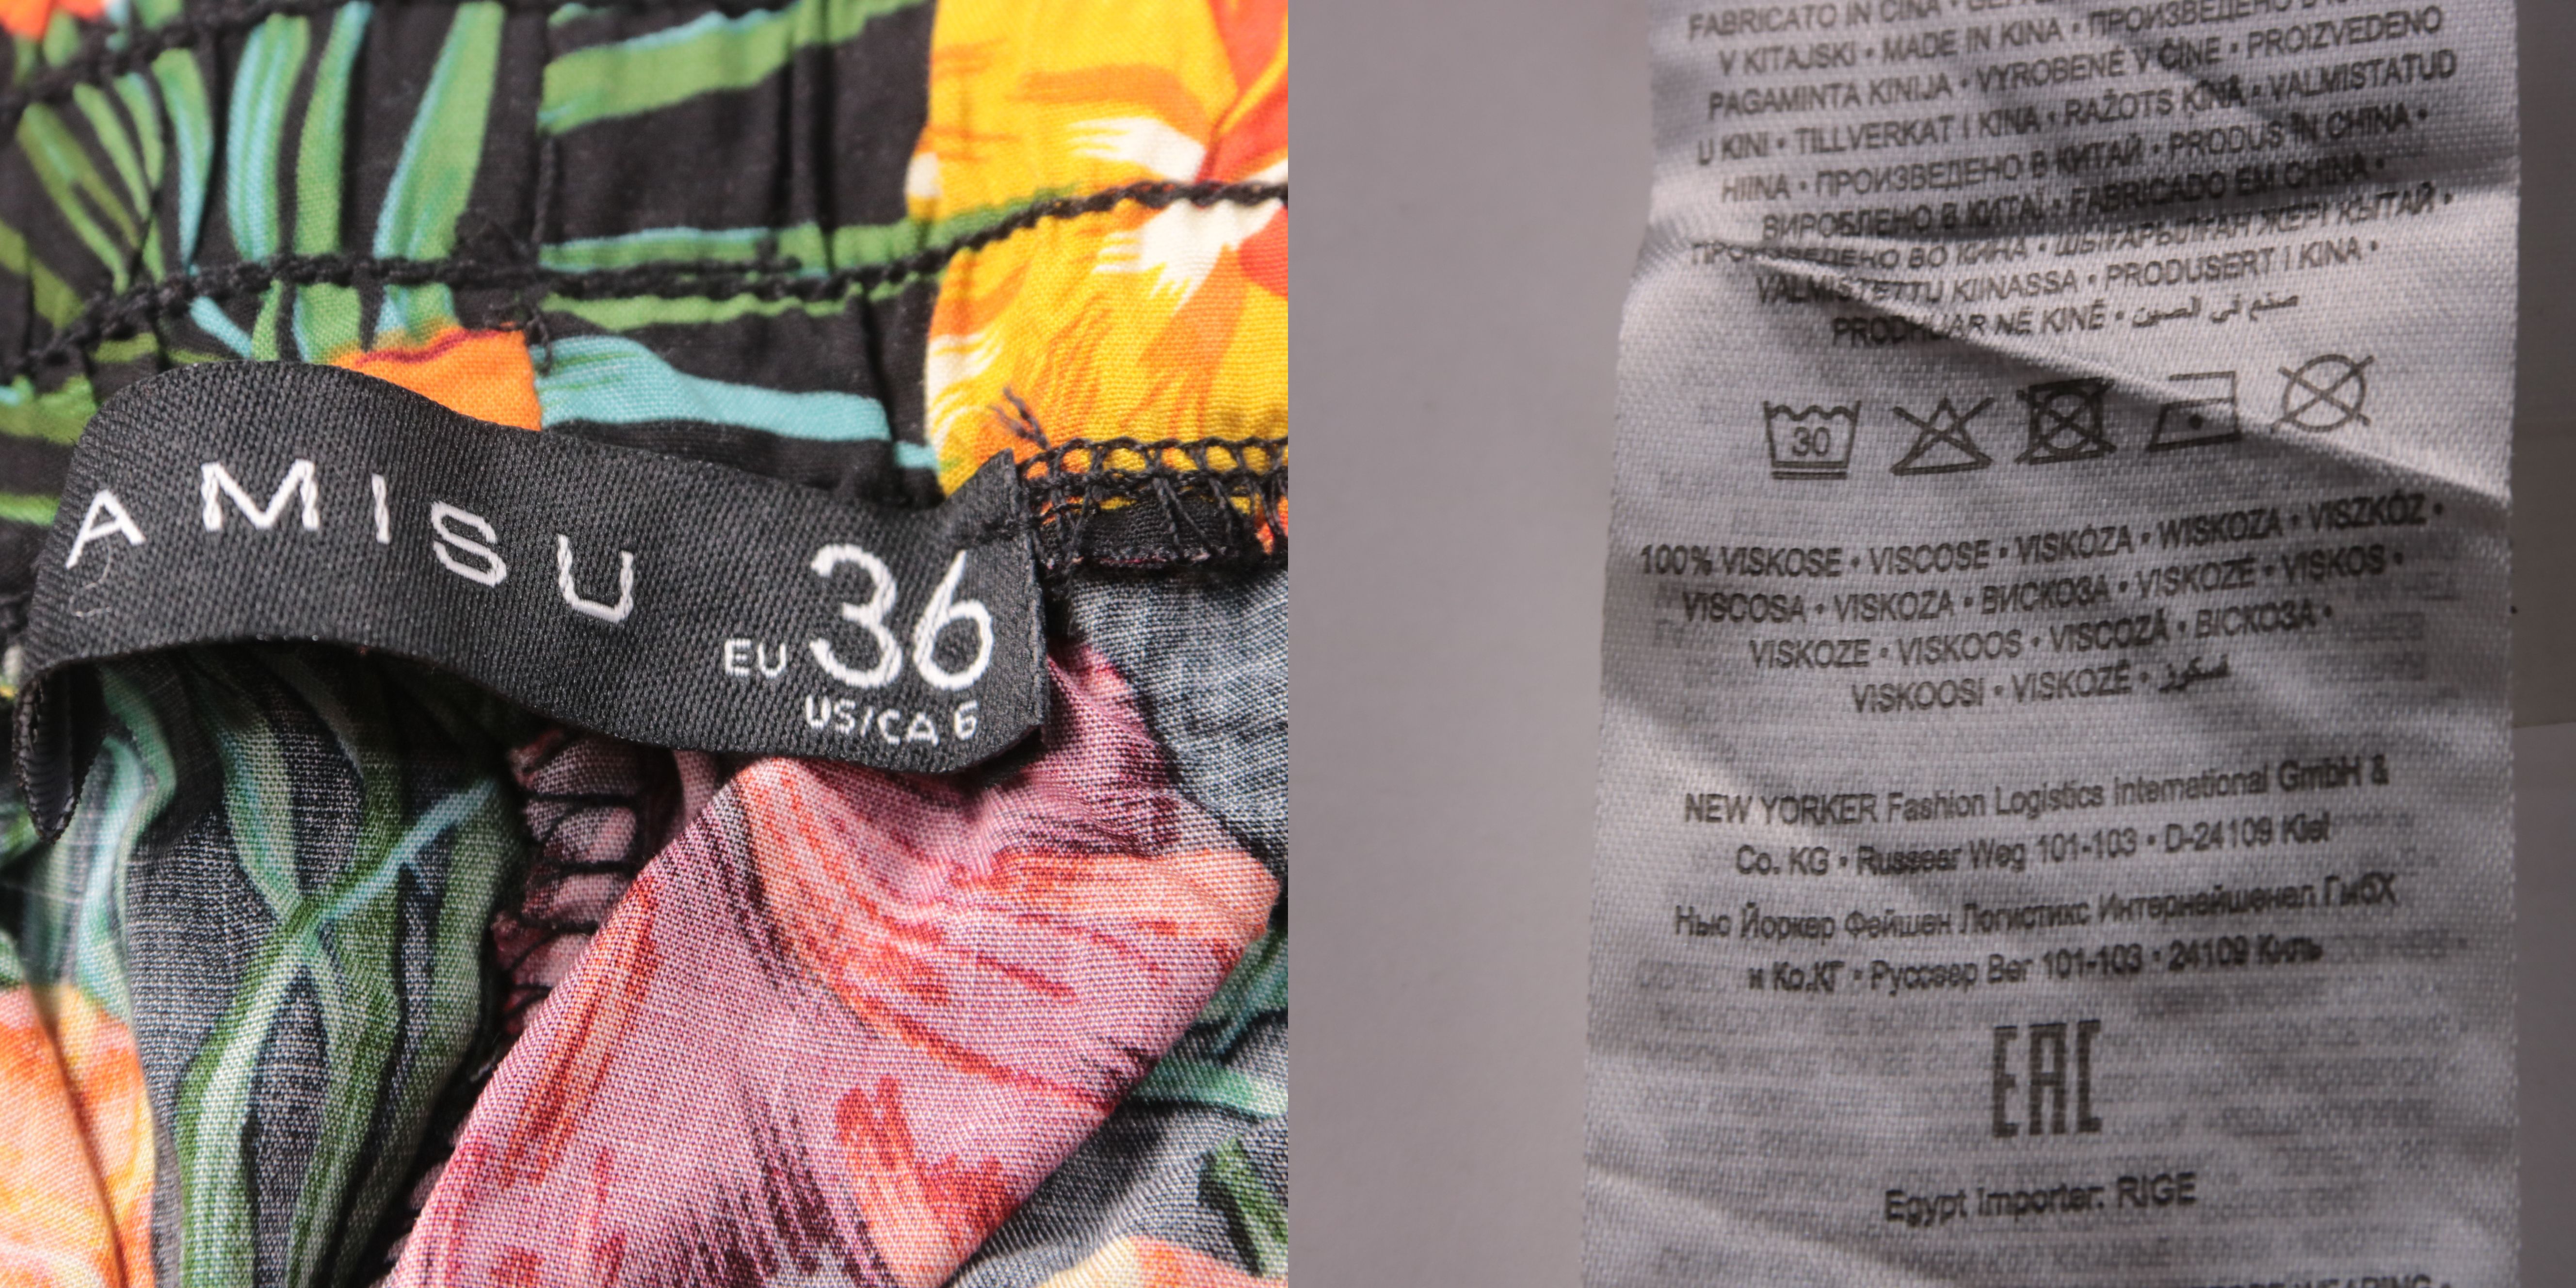 AMISU
EU 36
US/CA 6
FABRICATO IN CINA
V KITAJSKI • MADE IN KINA • ПРОИЗВЕДЕНО
PAGAMINTA KINIJA • VYROBENÉ V ČÍNE • PROIZVEDENO
U KINI • TILLVERKAT I KINA • RAŽOTS ĶĪNĀ • VALMISTATUD
HIINA • ПРОИЗВЕДЕНО В КИТАЙ • PRODUS ÎN CHINA •
ВИРОБЛЕНО В КИТАЇ • FABRICADO EM CHINA •
ПРОИЗВЕДЕНО ВО КИНА • ШЫҒАРЫЛҒАН ЖЕРІ ҚЫТАЙ •
VALMISTETTU KIINASSA • PRODUSERT I KINA •
PRODHUAR NË KINË • صنع في الصين
30
100% VISKOSE • VISCOSE • VISKÓZA • WISKOZA • VISZKÓZ •
VISCOSA • VISKOZA • ВИСКОЗА • VISKOZĖ • VISKOS •
VISKOZE • VISKOOS • VISCOZĂ • ВІСКОЗА •
VISKOOSI • VISKOZË • فسكوز
NEW YORKER Fashion Logistics International GmbH &
Co. KG • Russeer Weg 101-103 • D-24109 Kiel
Нью Йоркер Фейшен Логистикс Интернейшенел ГмбХ
и Ко.КГ • Руссеер Вег 101-103 • 24109 Киль
EAC
Egypt Importer: RIGE